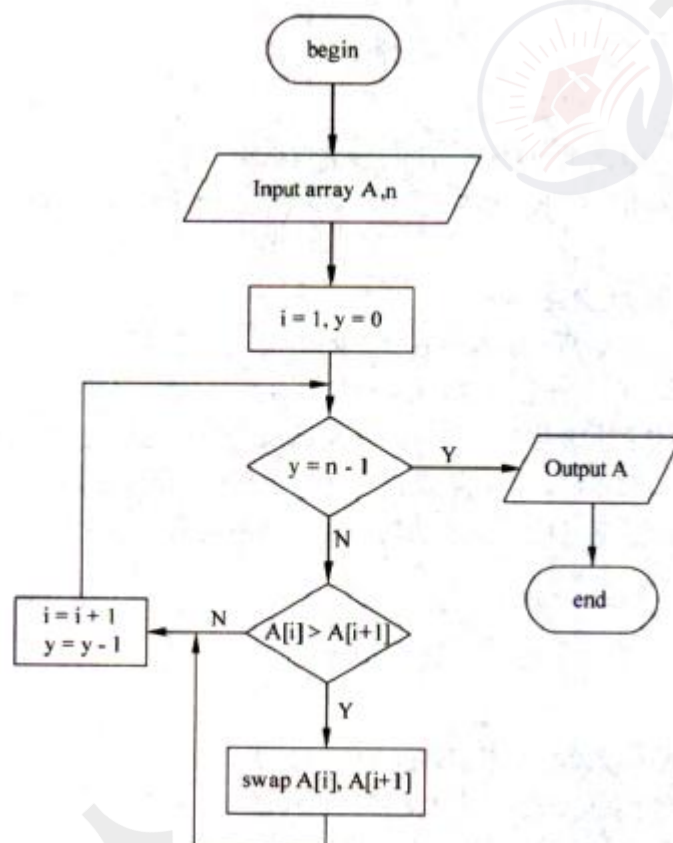 begin
Input array A,n
i = 1, y = 0
y = n - 1
Y
Output A
N
end
A[i] > A[i+1]
N
i = i + 1
y = y - 1
Y
swap A[i], A[i+1]